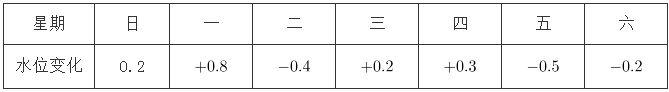 星期 日 一 二 三 四 五 六
水位变化 0.2 +0.8 −0.4 +0.2 +0.3 −0.5 −0.2